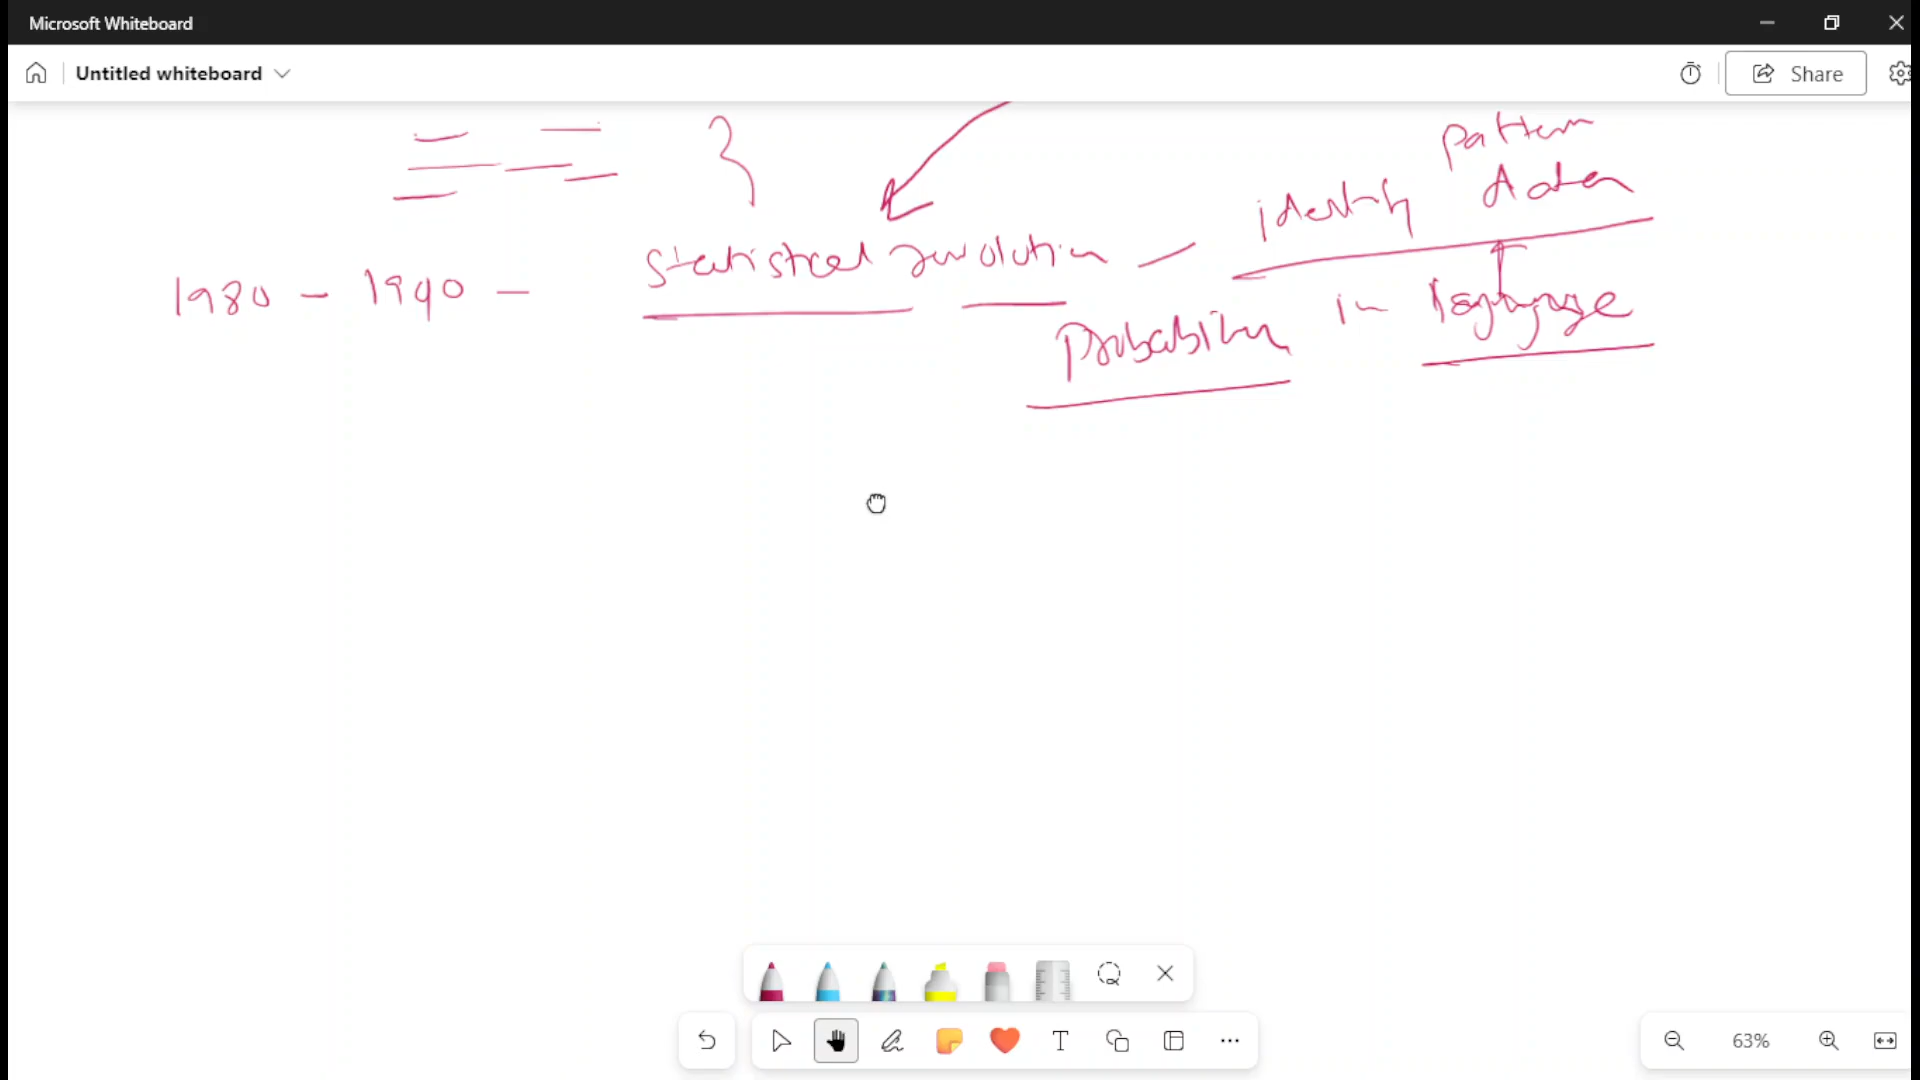 Microsoft Whiteboard
Untitled whiteboard
Share
pattern
identify data
Statistical revolution -
1980 - 1990 -
in language
Probability
63%